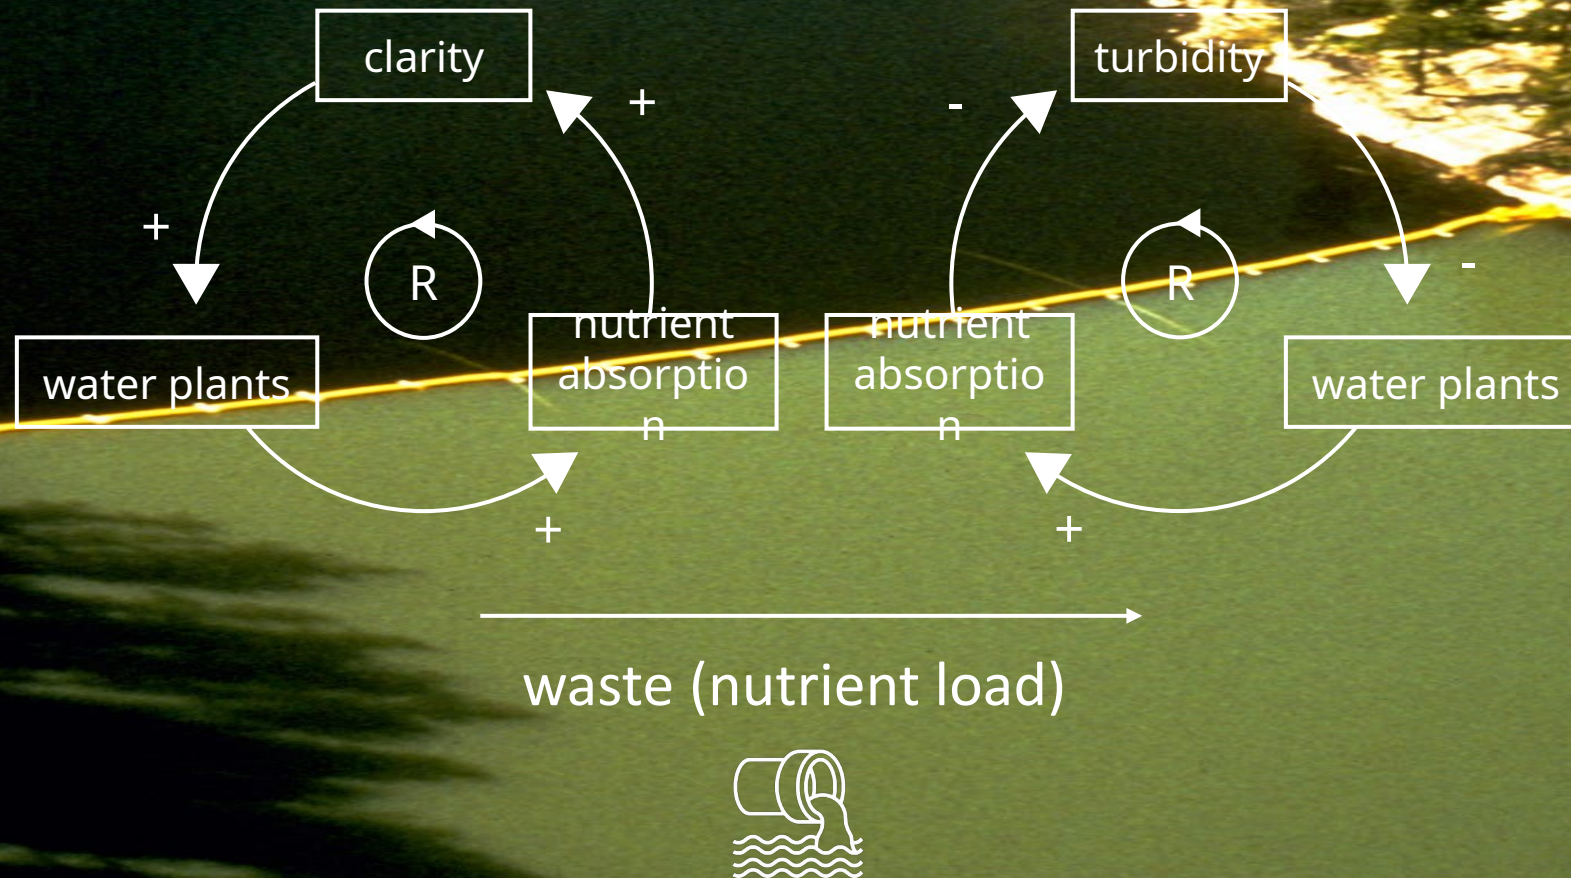 clarity
+
+
R
water plants
nutrient
absorptio
n
+
turbidity
-
-
R
nutrient
absorptio
n
water plants
+
waste (nutrient load)